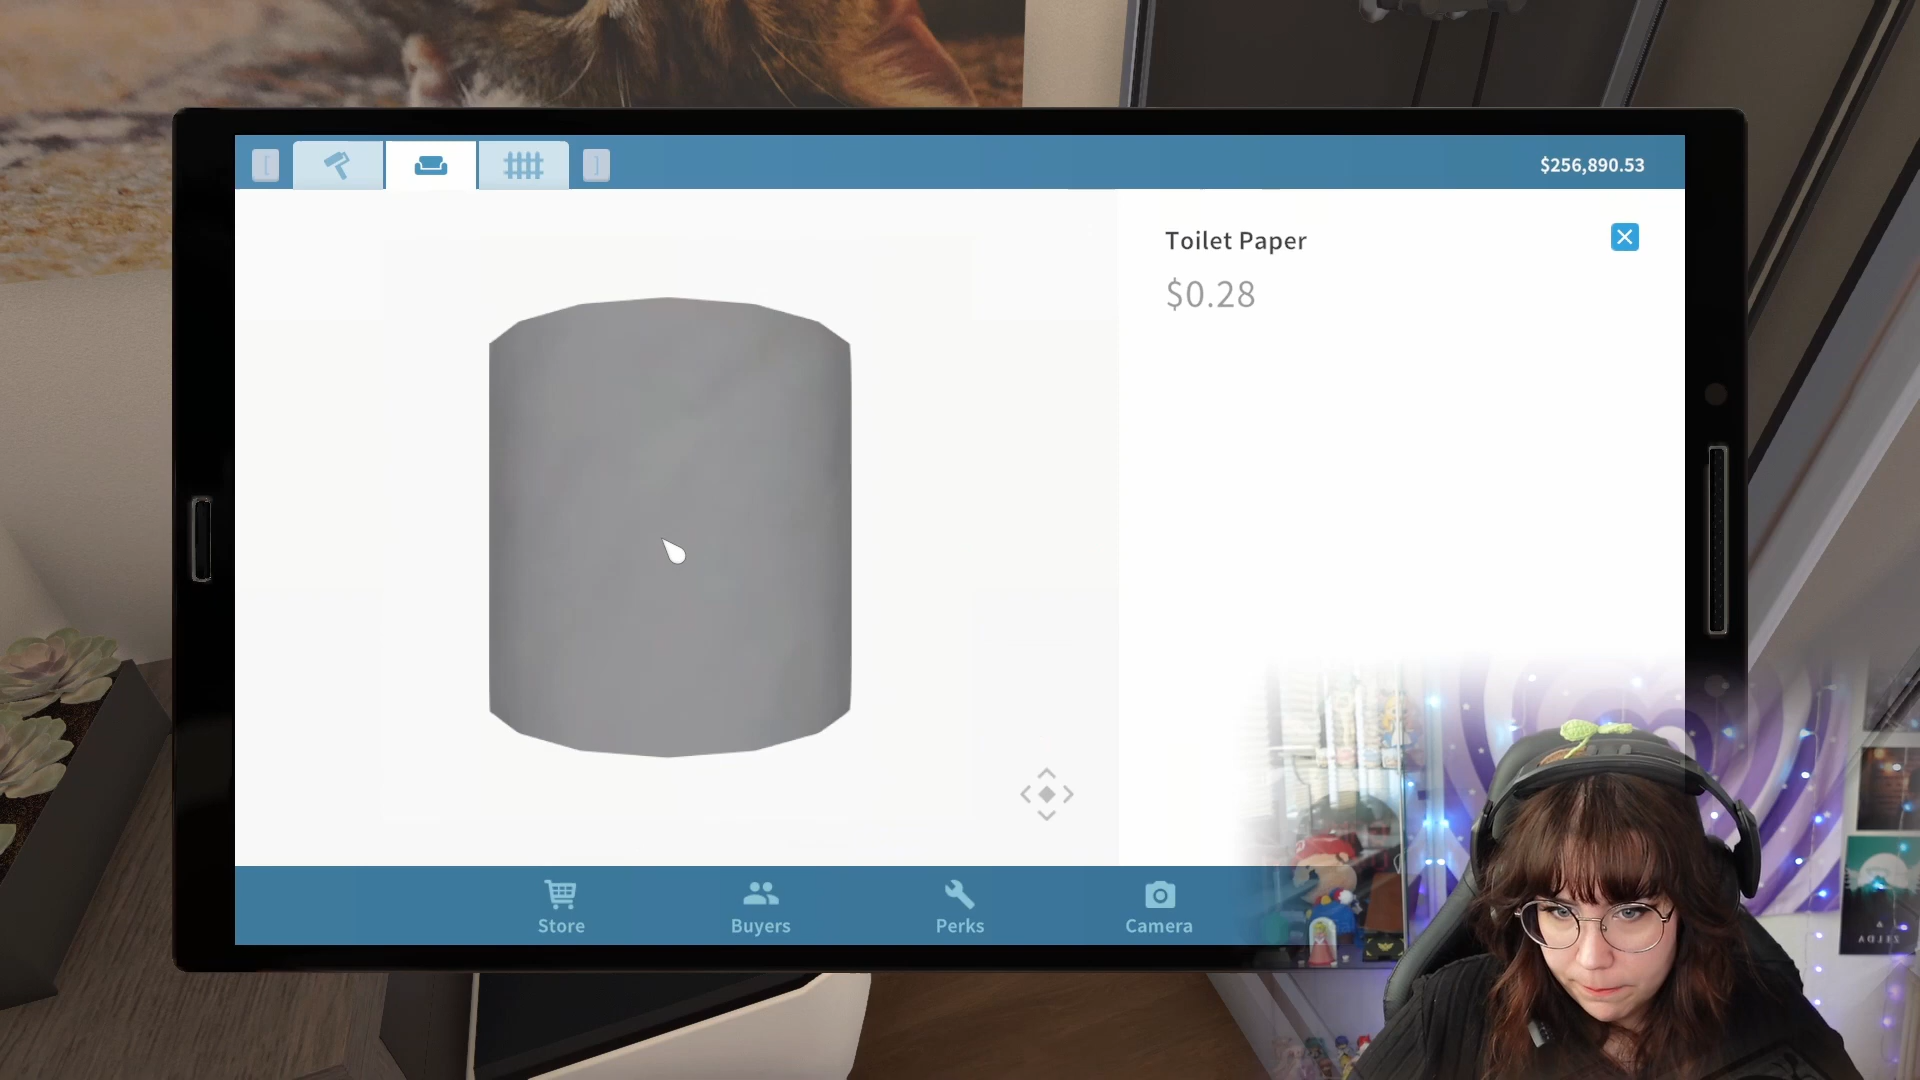 [
]
$256,890.53
Toilet Paper
$0.28
Store
Buyers
Perks
Camera